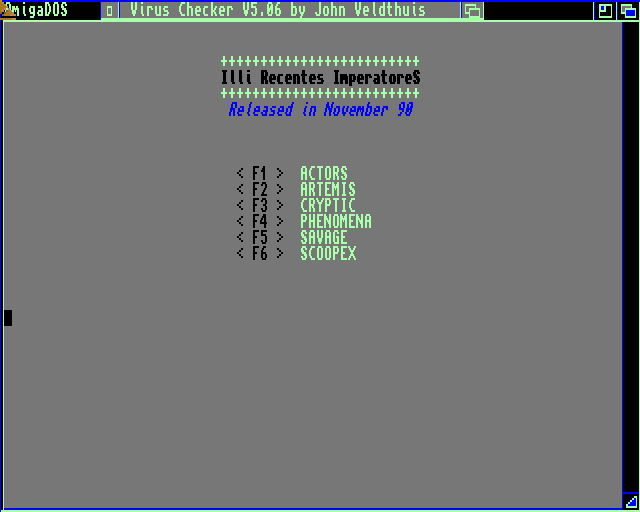 AmigaDOS
Virus Checker V5.06 by John Veldthuis
+++++++++++++++++++++++++
Illi Recentes ImperatoreS
+++++++++++++++++++++++++
Released in November 90
< F1 > ACTORS
< F2 > ARTEMIS
< F3 > CRYPTIC
< F4 > PHENOMENA
< F5 > SAVAGE
< F6 > SCOOPEX